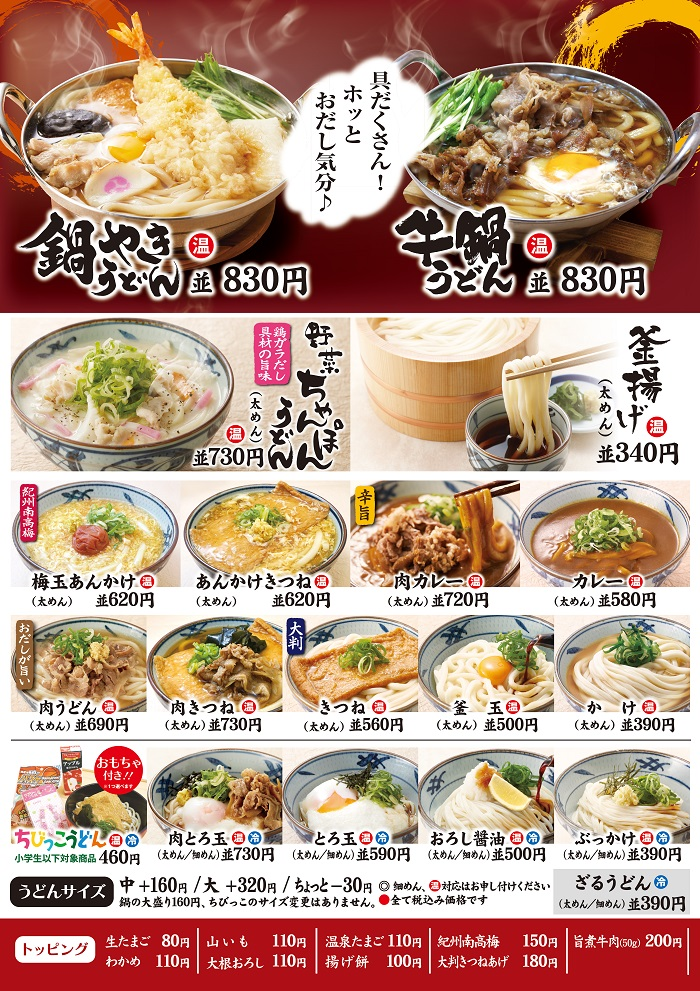 具だくさん!
ホッと
おだし気分♪
鍋やき
うどん
温
並 830円
牛鍋
うどん
温
並 830円
鶏ガラだし
具材の旨味
野菜
ちゃんぽん
うどん
(太めん)
温
並730円
釜揚げ
(太めん)
温
並340円
紀州南高梅
梅玉あんかけ 温
(太めん) 並620円
あんかけきつね 温
(太めん) 並620円
辛旨
肉カレー 温
(太めん) 並720円
カレー 温
(太めん) 並580円
おだしが旨い
肉うどん 温
(太めん) 並690円
肉きつね 温
(太めん) 並730円
大判
きつね 温
(太めん) 並560円
釜玉 温
(太めん) 並500円
かけ 温
(太めん) 並390円
おもちゃ
付き!!
※1つ選べます
ちびっこうどん 温 冷
小学生以下対象商品 460円
肉とろ玉 温 冷
(太めん/細めん) 並730円
とろ玉 温 冷
(太めん/細めん) 並590円
おろし醤油 温 冷
(太めん/細めん) 並500円
ぶっかけ 温 冷
(太めん/細めん) 並390円
うどんサイズ
中 +160円 / 大 +320円 / ちょっと−30円
鍋の大盛り160円、ちびっこのサイズ変更はありません。
◎ 細めん、温対応はお申し付けください
●全て税込み価格です
ざるうどん 冷
(太めん/細めん) 並390円
トッピング
生たまご 80円
わかめ 110円
山いも 110円
大根おろし 110円
温泉たまご 110円
揚げ餅 100円
紀州南高梅 150円
大判きつねあげ 180円
旨煮牛肉(50g) 200円